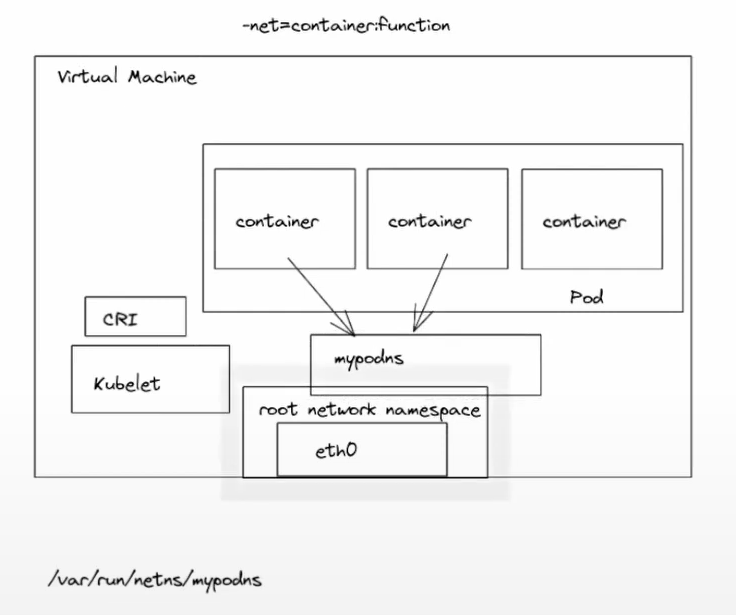 -net=container:function
Virtual Machine
container
container
container
Pod
CRI
Kubelet
mypodns
root network namespace
eth0
/var/run/netns/mypodns